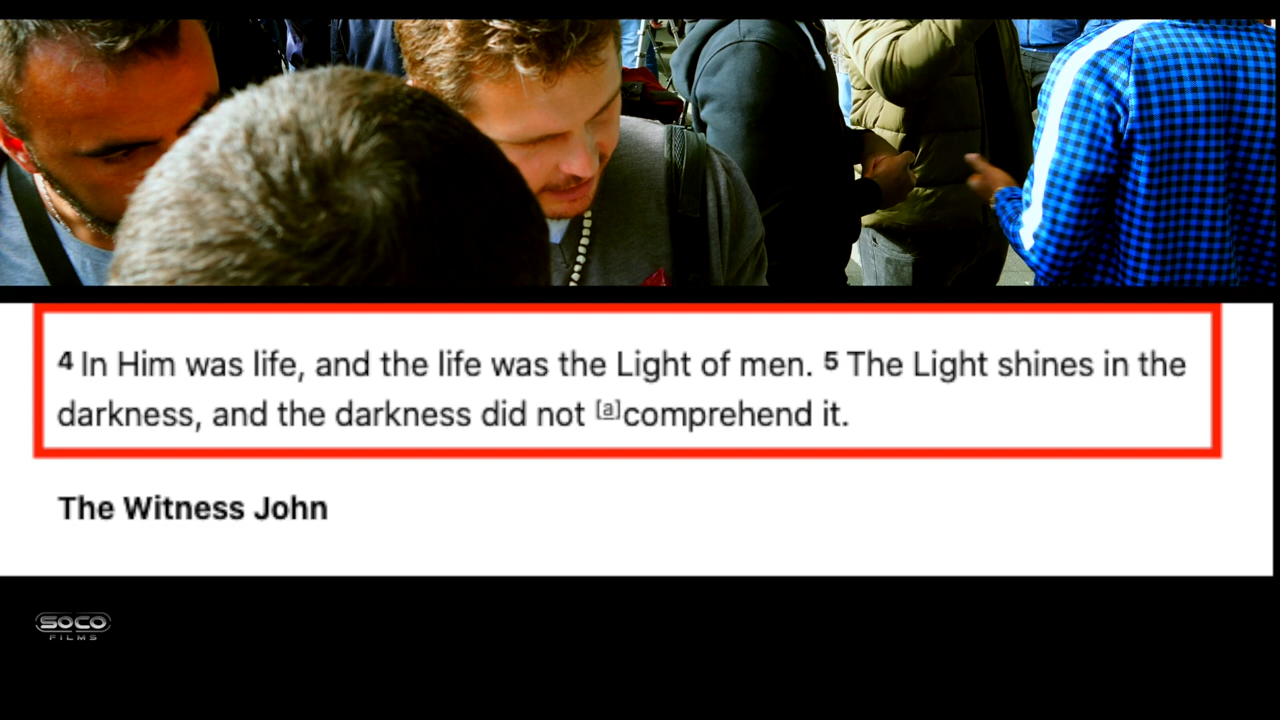 4 In Him was life, and the life was the Light of men. 5 The Light shines in the
darkness, and the darkness did not [a]comprehend it.
The Witness John
SOCO
FILMS